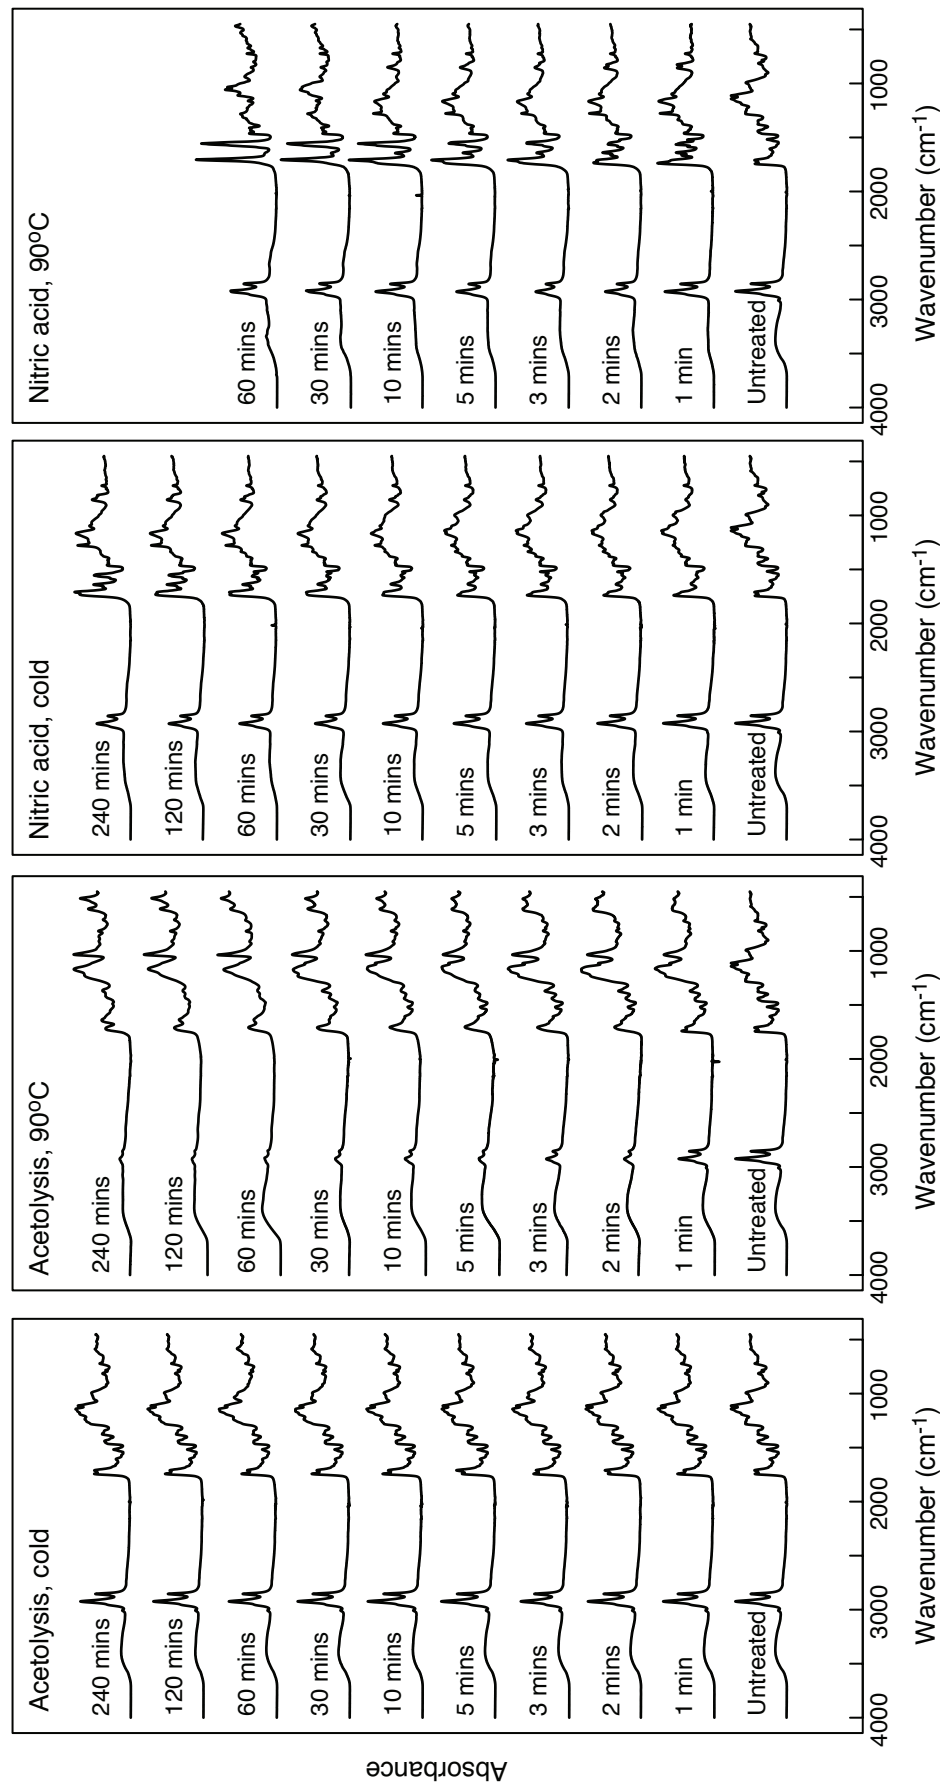 Absorbance
Acetolysis, cold
240 mins
120 mins
60 mins
30 mins
10 mins
5 mins
3 mins
2 mins
1 min
Untreated
4000 3000 2000 1000
Wavenumber (cm-1)
Acetolysis, 90ºC
240 mins
120 mins
60 mins
30 mins
10 mins
5 mins
3 mins
2 mins
1 min
Untreated
4000 3000 2000 1000
Wavenumber (cm-1)
Nitric acid, cold
240 mins
120 mins
60 mins
30 mins
10 mins
5 mins
3 mins
2 mins
1 min
Untreated
4000 3000 2000 1000
Wavenumber (cm-1)
Nitric acid, 90ºC
60 mins
30 mins
10 mins
5 mins
3 mins
2 mins
1 min
Untreated
4000 3000 2000 1000
Wavenumber (cm-1)